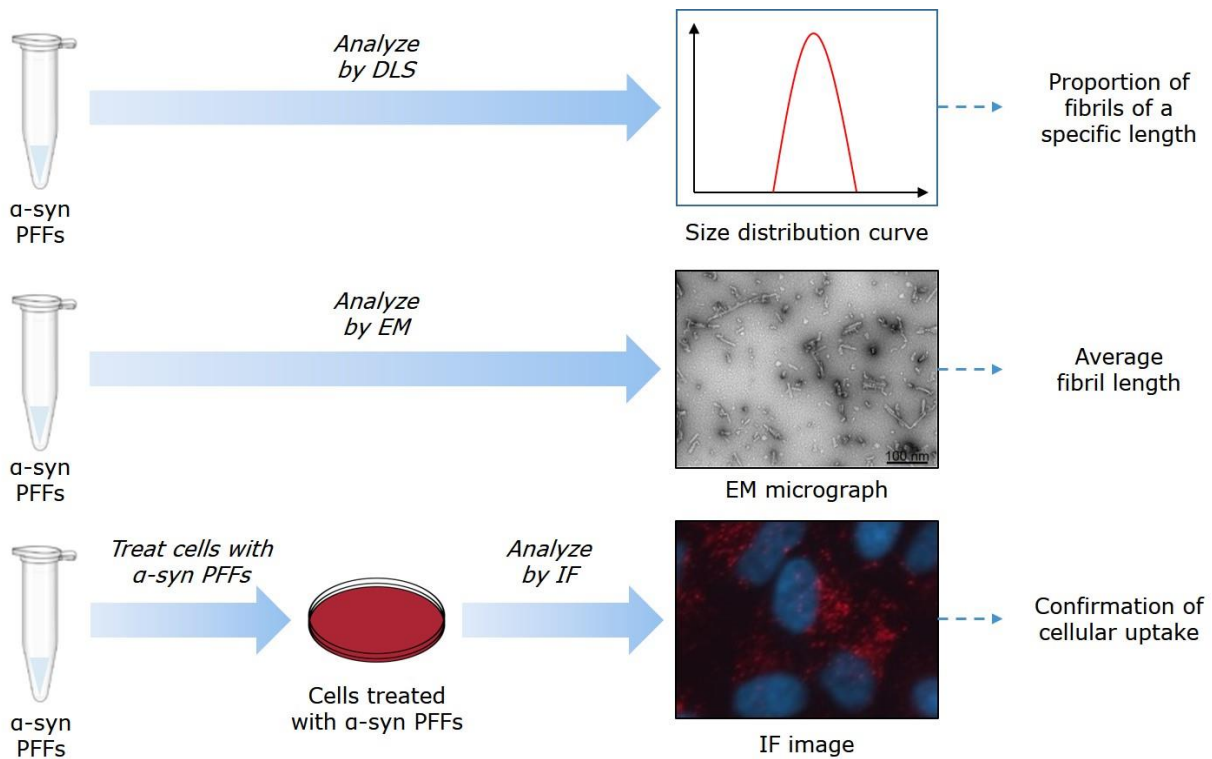 Analyze
by DLS
α-syn
PFFs
Size distribution curve
Proportion of
fibrils of a
specific length
Analyze
by EM
α-syn
PFFs
100 nm
EM micrograph
Average
fibril length
Treat cells with
α-syn PFFs
Analyze
by IF
α-syn
PFFs
Cells treated
with α-syn PFFs
IF image
Confirmation of
cellular uptake